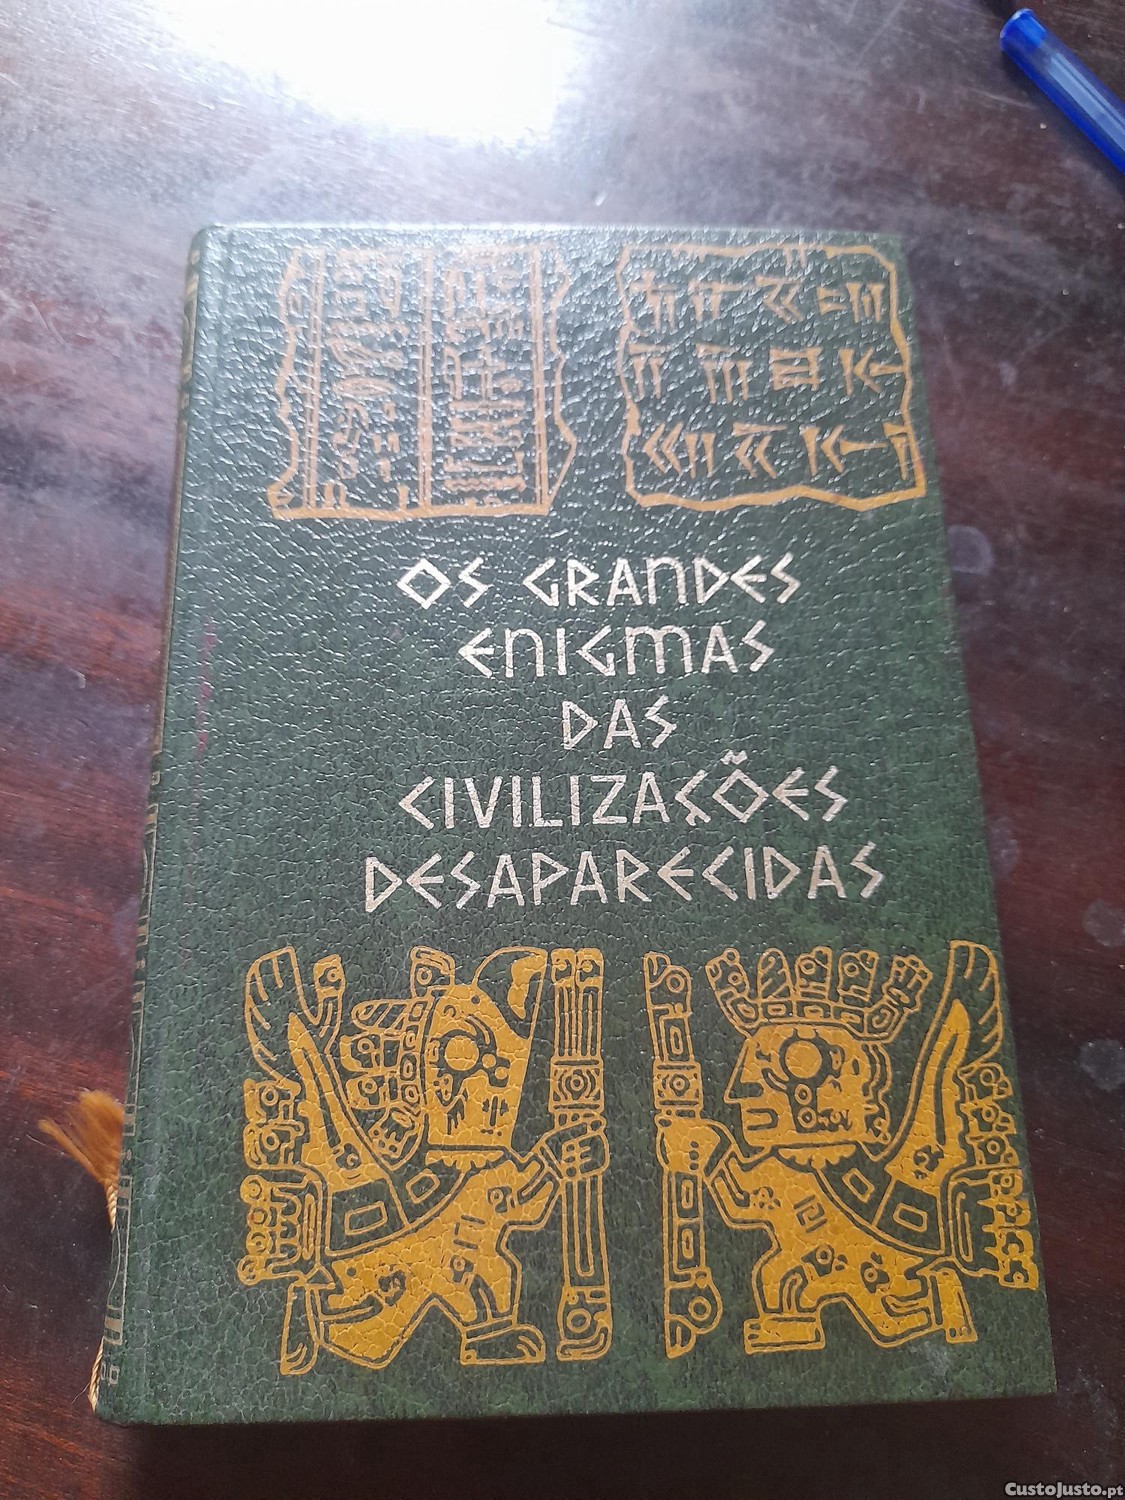 OS GRANDES
ENIGMAS
DAS
CIVILIZAÇÕES
DESAPARECIDAS
CustoJusto.pt